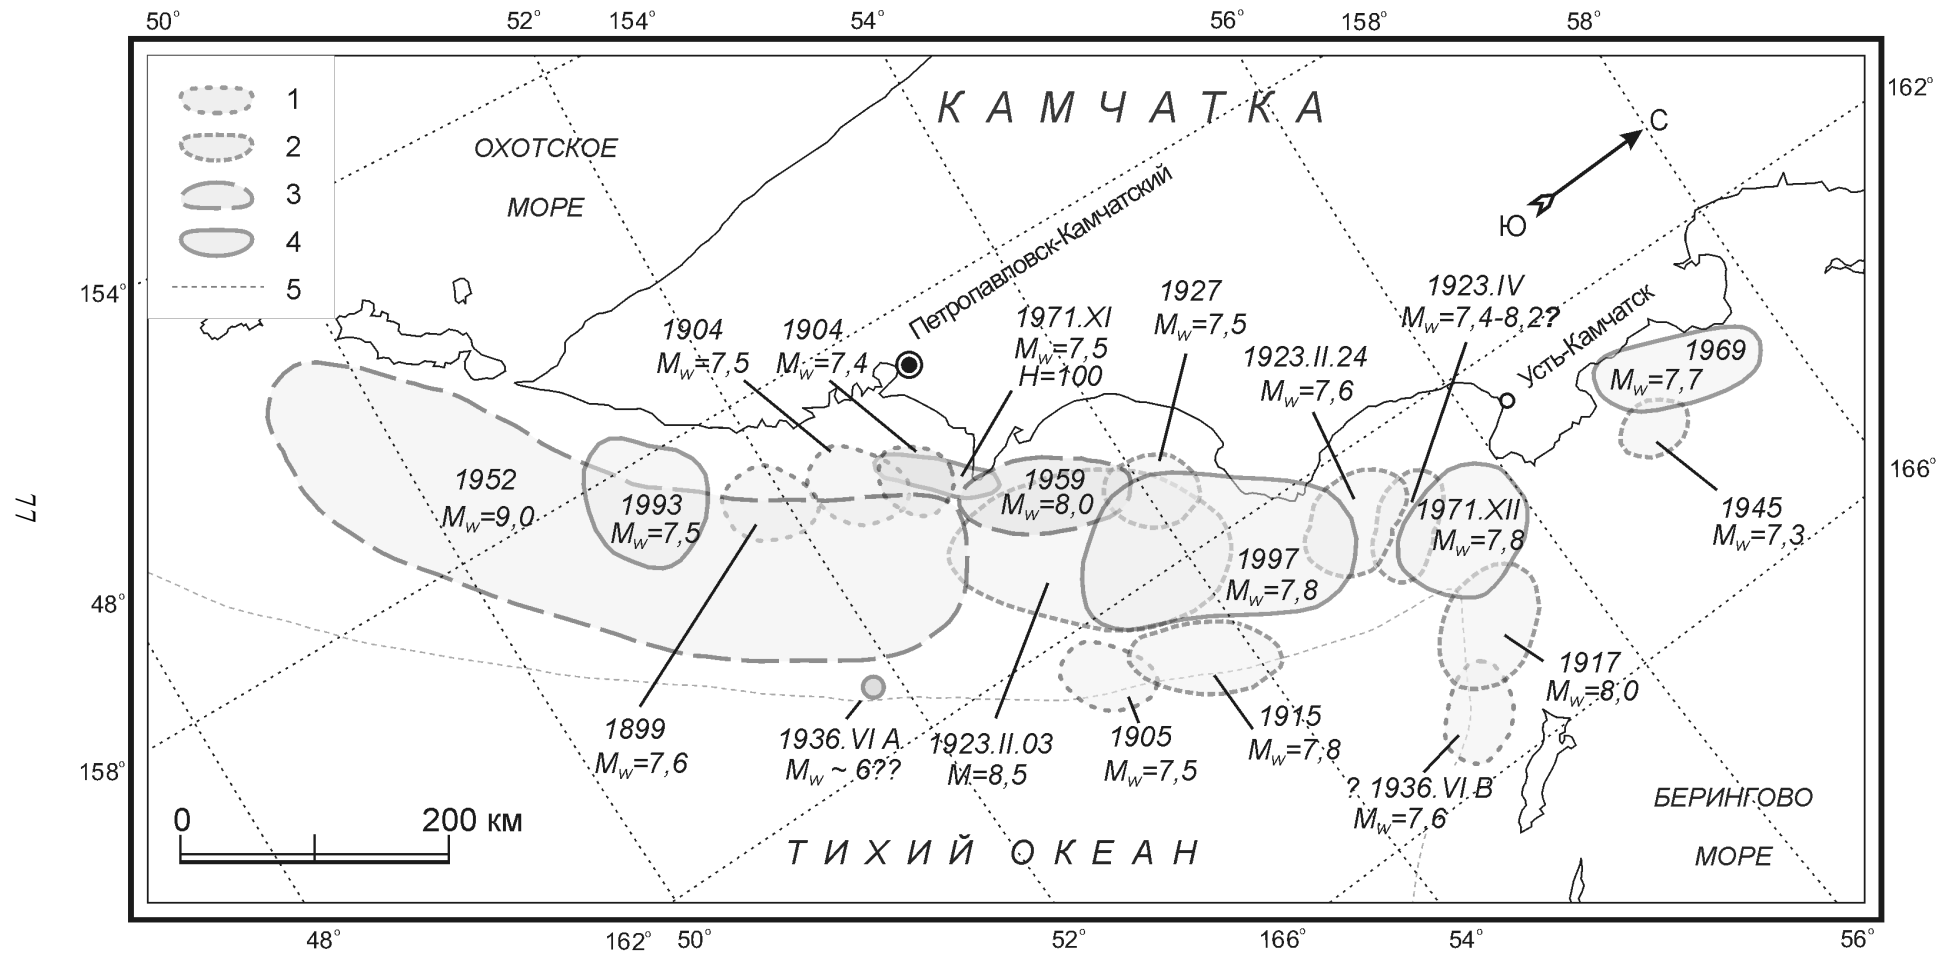 50° 52° 154° 54° 56° 158° 58°
162°
1
2
3
4
5
КАМЧАТКА
ОХОТСКОЕ
МОРЕ
С
Ю
Петропавловск-Камчатский
Усть-Камчатск
154°
1904
Mw=7,5
1904
Mw=7,4
1971.XI
Mw=7,5
H=100
1927
Mw=7,5
1923.II.24
Mw=7,6
1923.IV
Mw=7,4-8,2?
1969
Mw=7,7
166°
1952
Mw=9,0
1993
Mw=7,5
1959
Mw=8,0
1997
Mw=7,8
1971.XII
Mw=7,8
1945
Mw=7,3
77
48°
158°
1899
Mw=7,6
1936.VI A
Mw ~ 6??
1923.II.03
M=8,5
1905
Mw=7,5
1915
Mw=7,8
1917
Mw=8,0
? 1936.VI.B
Mw=7,6
БЕРИНГОВО
МОРЕ
0 200 км
ТИХИЙ ОКЕАН
48° 162° 50° 52° 166° 54° 56°